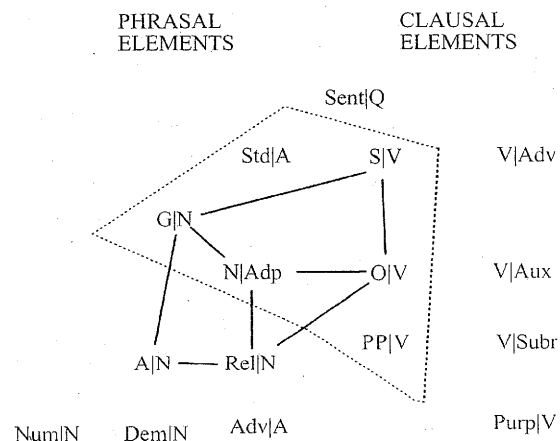 PHRASAL ELEMENTS
CLAUSAL ELEMENTS
Sent|Q
Std|A
S|V
V|Adv
G|N
N|Adp
O|V
V|Aux
PP|V
V|Subr
A|N
Rel|N
Num|N
Dem|N
Adv|A
Purp|V